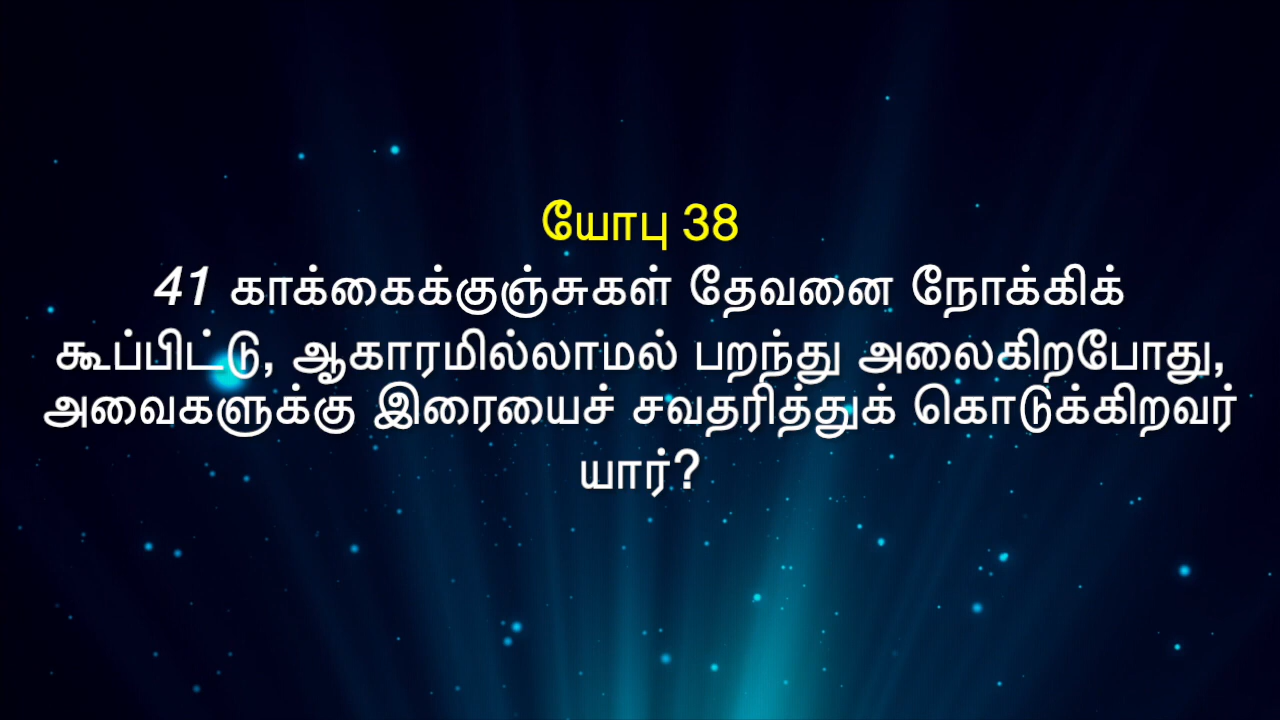 யோபு 38
41 காக்கைக்குஞ்சுகள் தேவனை நோக்கிக்
கூப்பிட்டு, ஆகாரமில்லாமல் பறந்து அலைகிறபோது,
அவைகளுக்கு இரையைச் சவதரித்துக் கொடுக்கிறவர்
யார்?